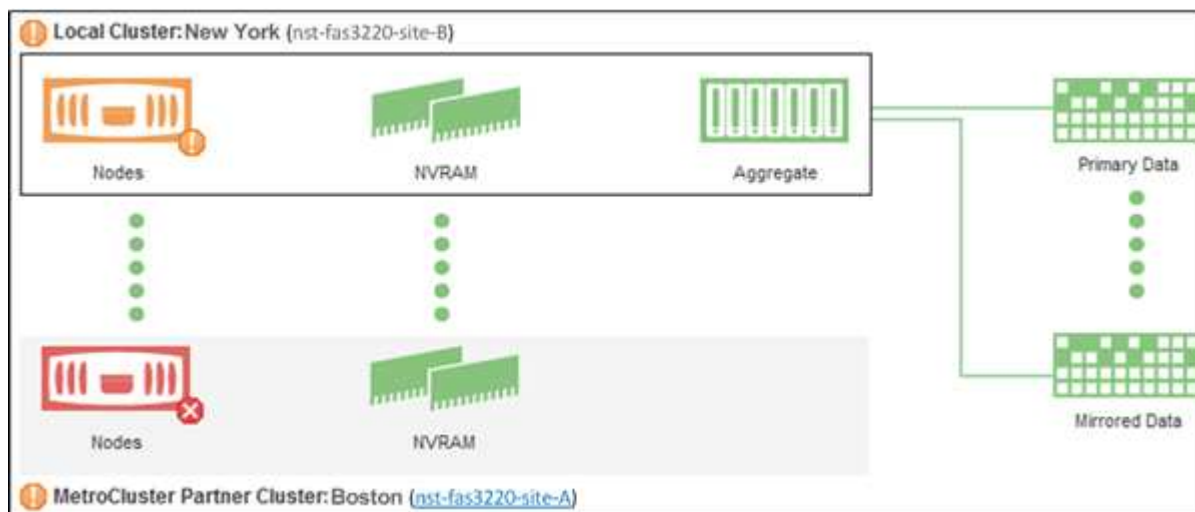 Local Cluster: New York (nst-fas3220-site-B)
Nodes
NVRAM
Aggregate
Primary Data
Nodes
NVRAM
Mirrored Data
MetroCluster Partner Cluster: Boston (nst-fas3220-site-A)